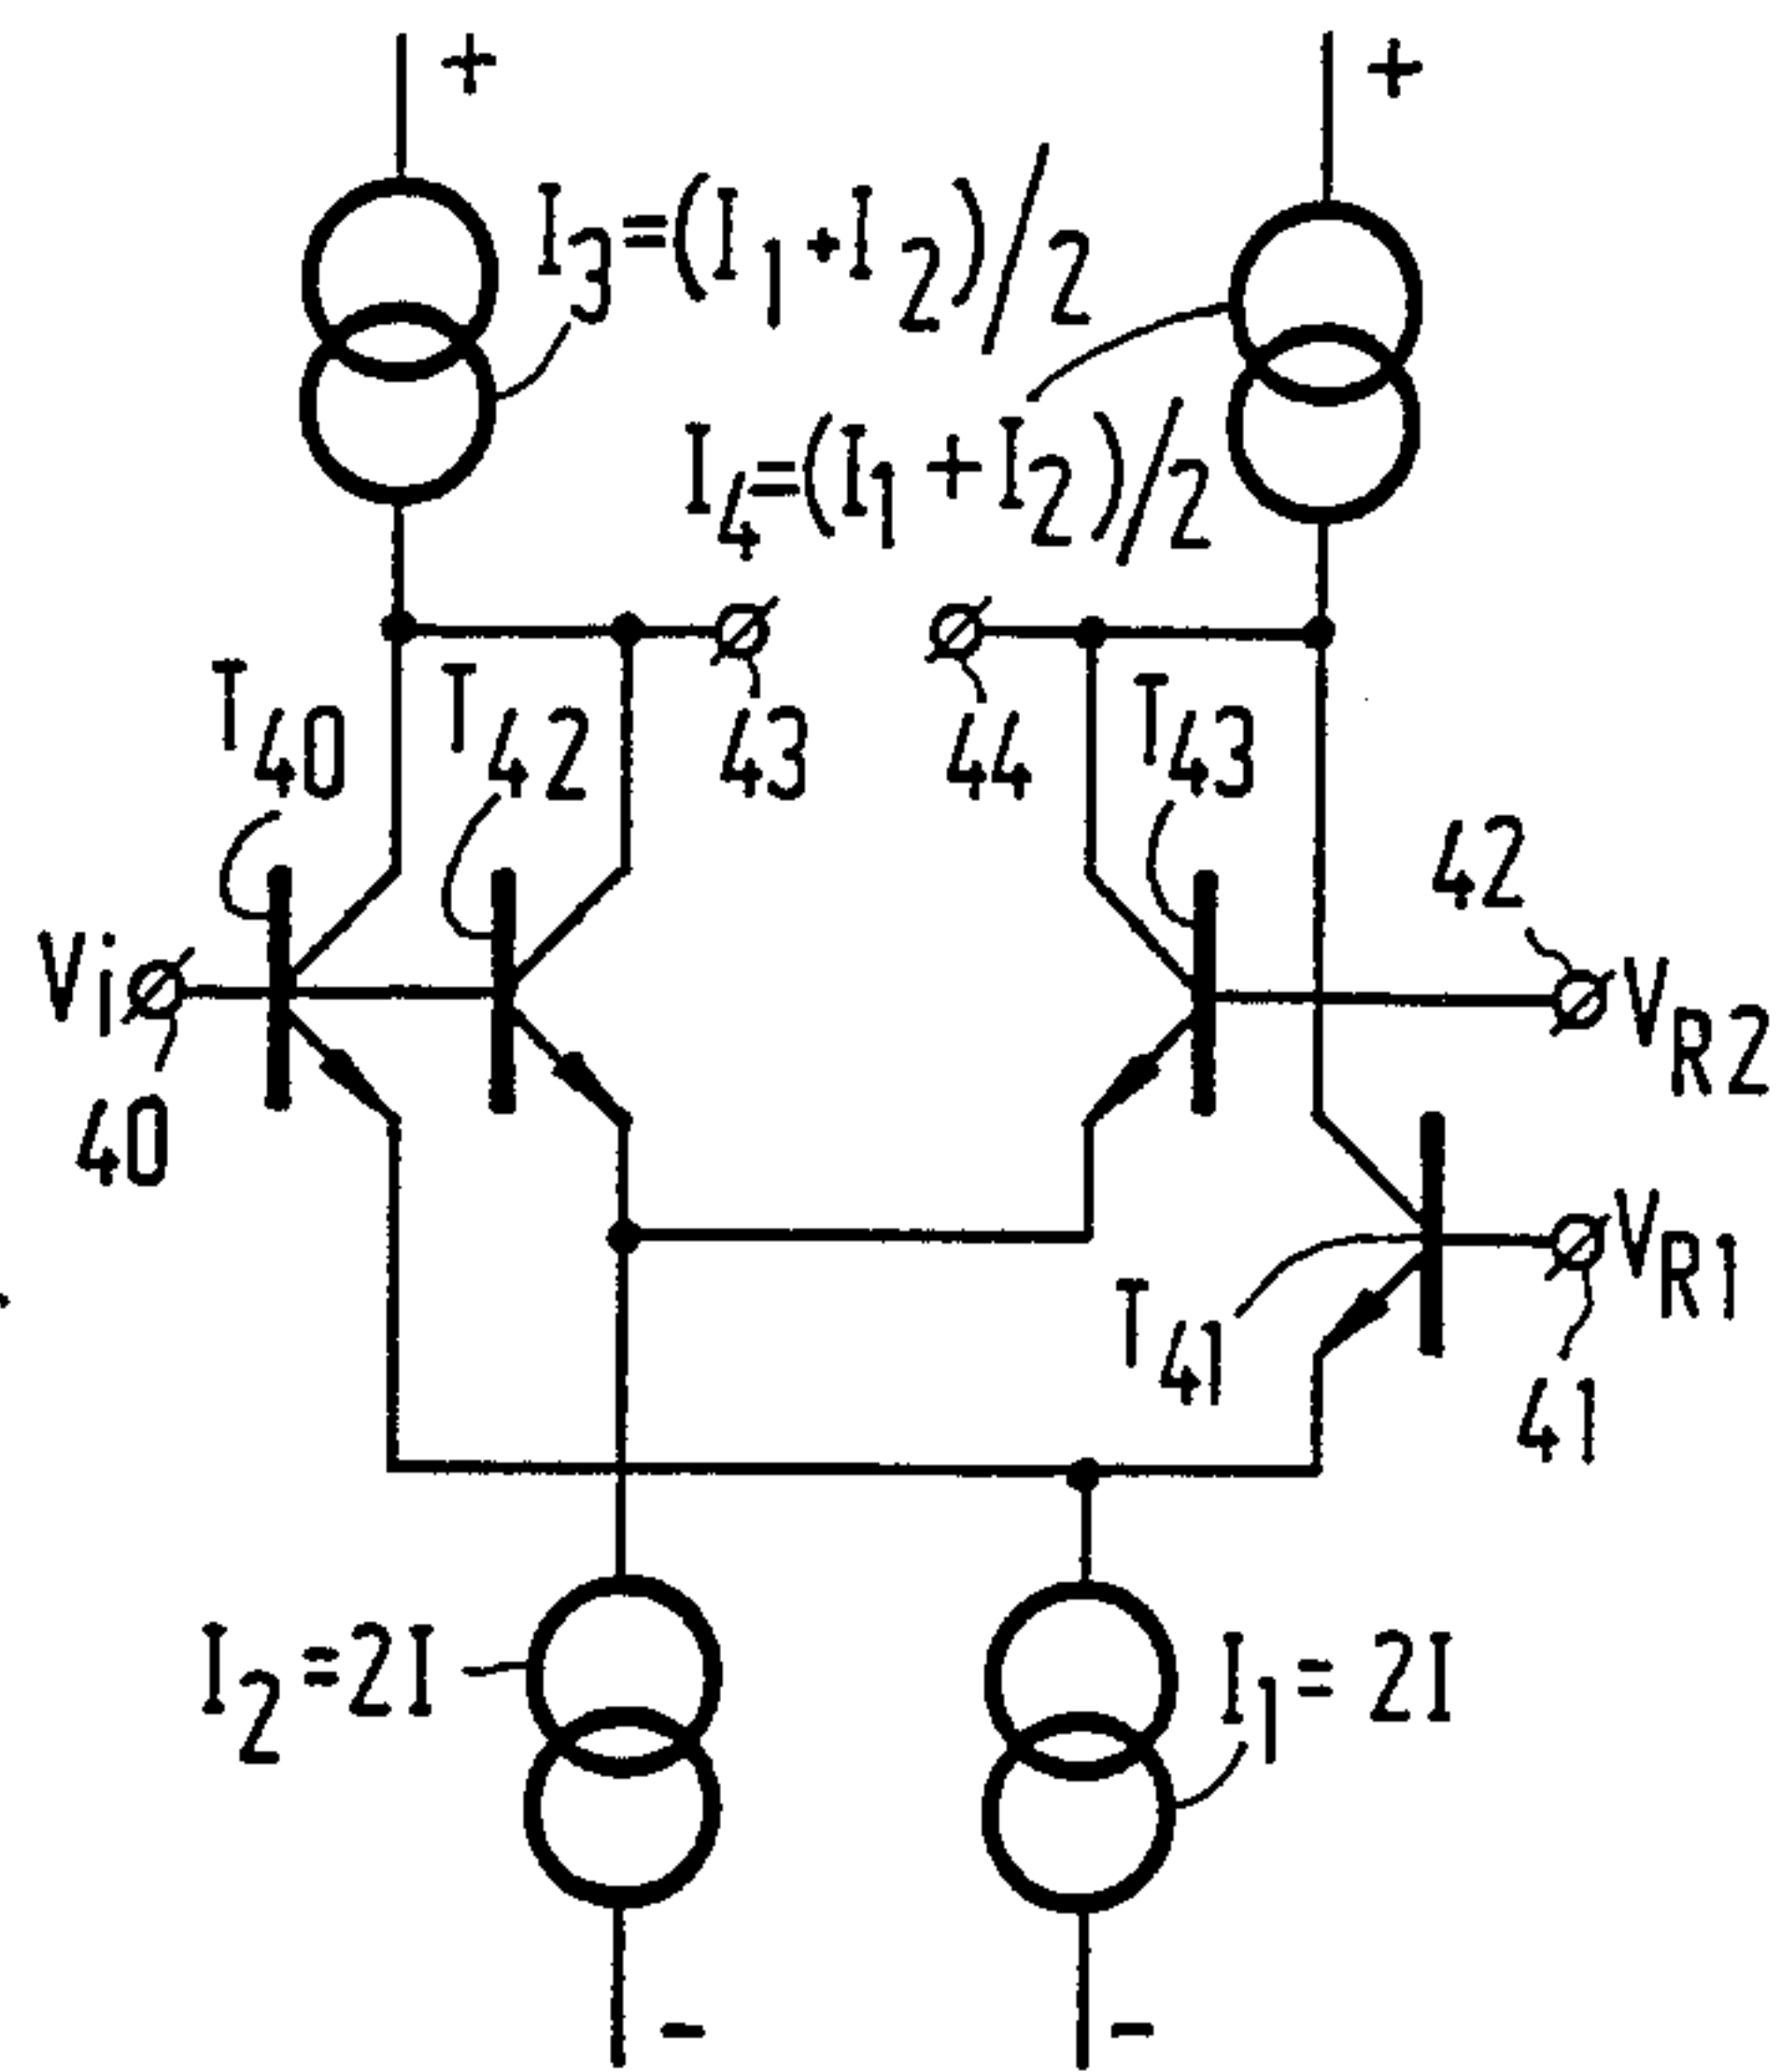 + +
I3=(I1+I2)/2
I4=(I1+I2)/2
T40 T42 43 44 T43
42
Vi VR2
40
VR1
T41
41
I2=2I I1=2I
- -